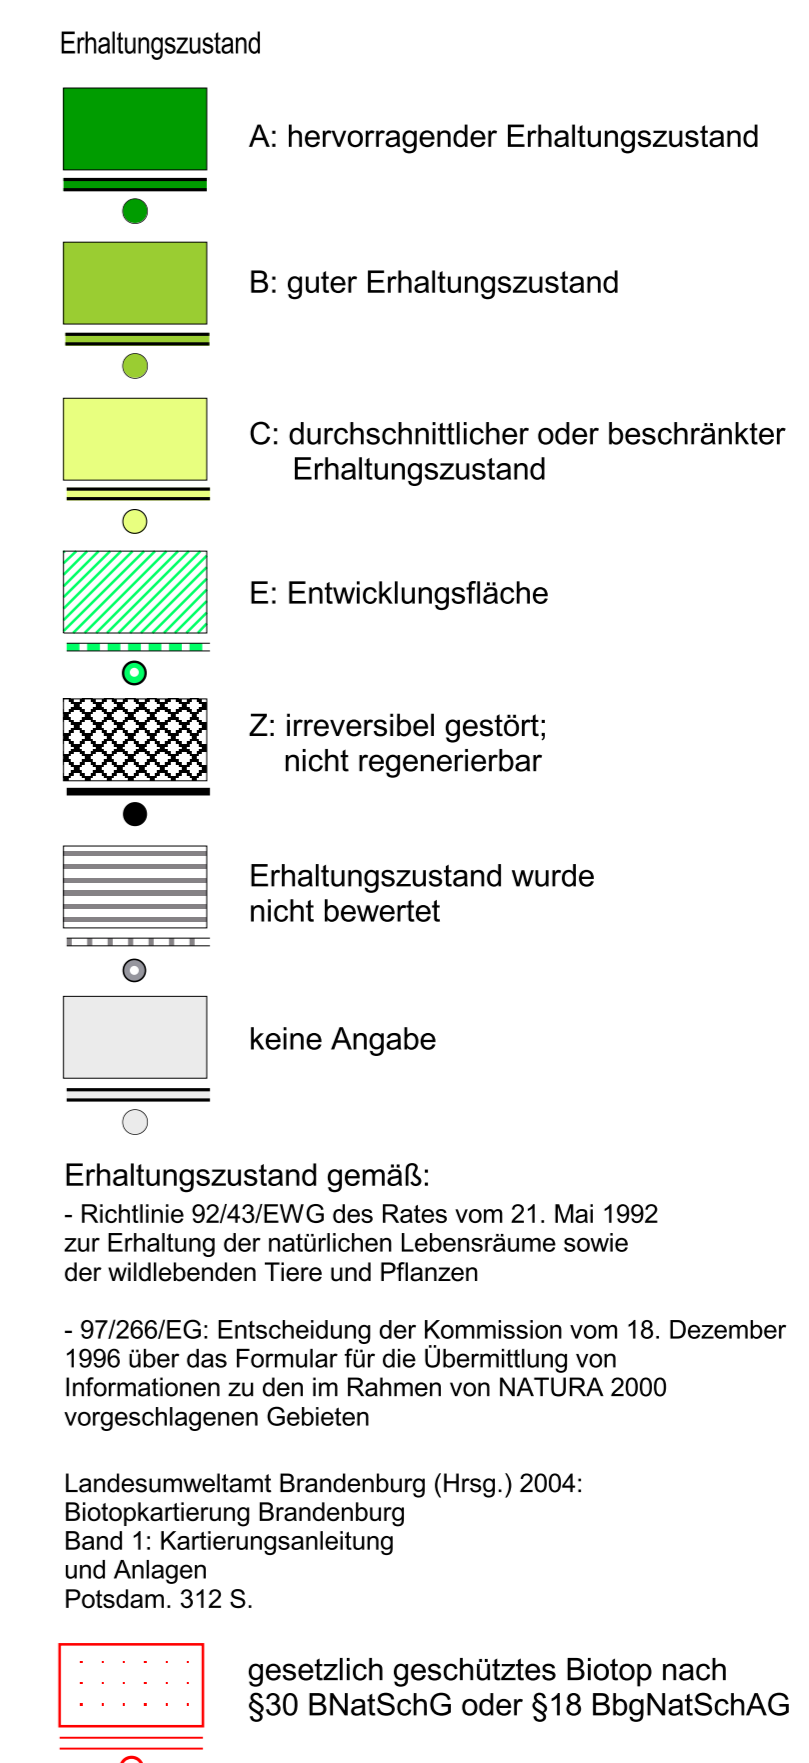 Erhaltungszustand
A: hervorragender Erhaltungszustand
B: guter Erhaltungszustand
C: durchschnittlicher oder beschränkter
Erhaltungszustand
E: Entwicklungsfläche
Z: irreversibel gestört;
nicht regenerierbar
Erhaltungszustand wurde
nicht bewertet
keine Angabe
Erhaltungszustand gemäß:
- Richtlinie 92/43/EWG des Rates vom 21. Mai 1992
zur Erhaltung der natürlichen Lebensräume sowie
der wildlebenden Tiere und Pflanzen
- 97/266/EG: Entscheidung der Kommission vom 18. Dezember
1996 über das Formular für die Übermittlung von
Informationen zu den im Rahmen von NATURA 2000
vorgeschlagenen Gebieten
Landesumweltamt Brandenburg (Hrsg.) 2004:
Biotopkartierung Brandenburg
Band 1: Kartierungsanleitung
und Anlagen
Potsdam. 312 S.
gesetzlich geschütztes Biotop nach
§30 BNatSchG oder §18 BbgNatSchAG